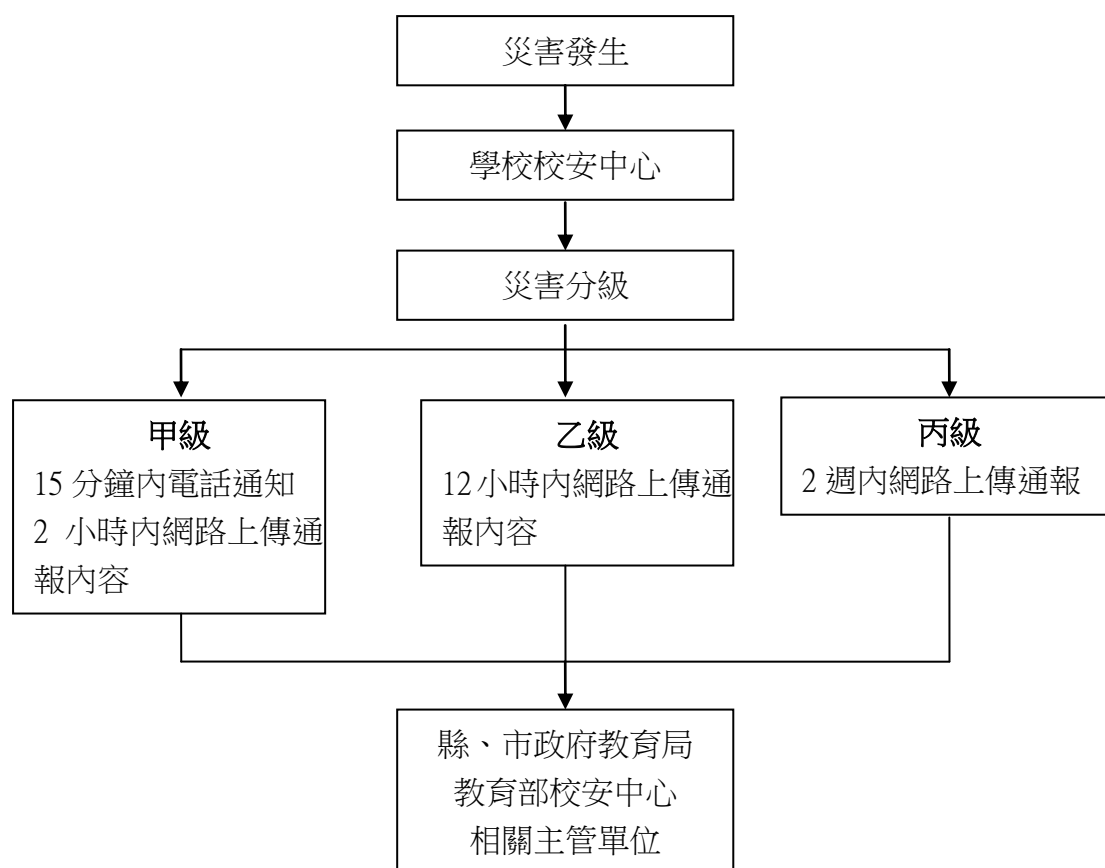 災害發生
學校校安中心
災害分級
甲級
15 分鐘內電話通知
2 小時內網路上傳通
報內容
乙級
12 小時內網路上傳通
報內容
丙級
2 週內網路上傳通報
縣、市政府教育局
教育部校安中心
相關主管單位